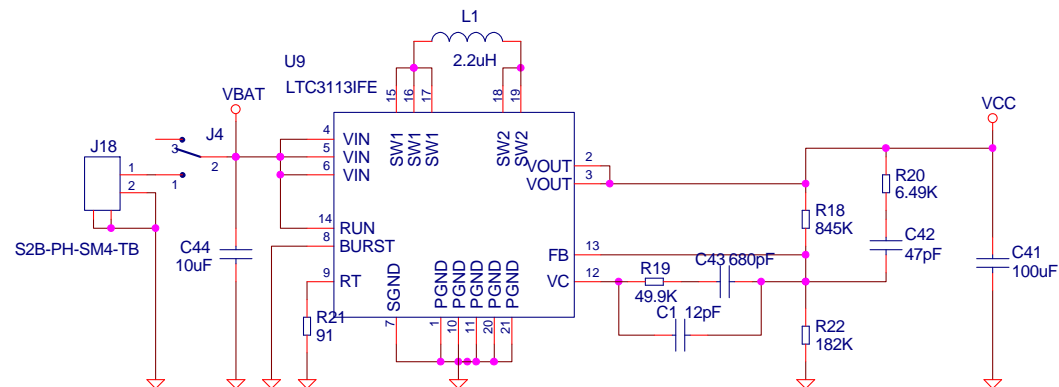 L1
2.2uH
U9
LTC3113IFE
15
16
17
18
19
SW1
SW1
SW1
SW2
SW2
VBAT
VCC
J18
J4
3
2
1
1
2
S2B-PH-SM4-TB
4
VIN
5
VIN
6
VIN
14
RUN
8
BURST
9
RT
VOUT
2
VOUT
3
FB
13
VC
12
SGND
PGND
PGND
PGND
PGND
PGND
7
1
10
11
20
21
C44
10uF
R21
91
R19
49.9K
C43 680pF
C1 12pF
R18
845K
R20
6.49K
C42
47pF
R22
182K
C41
100uF